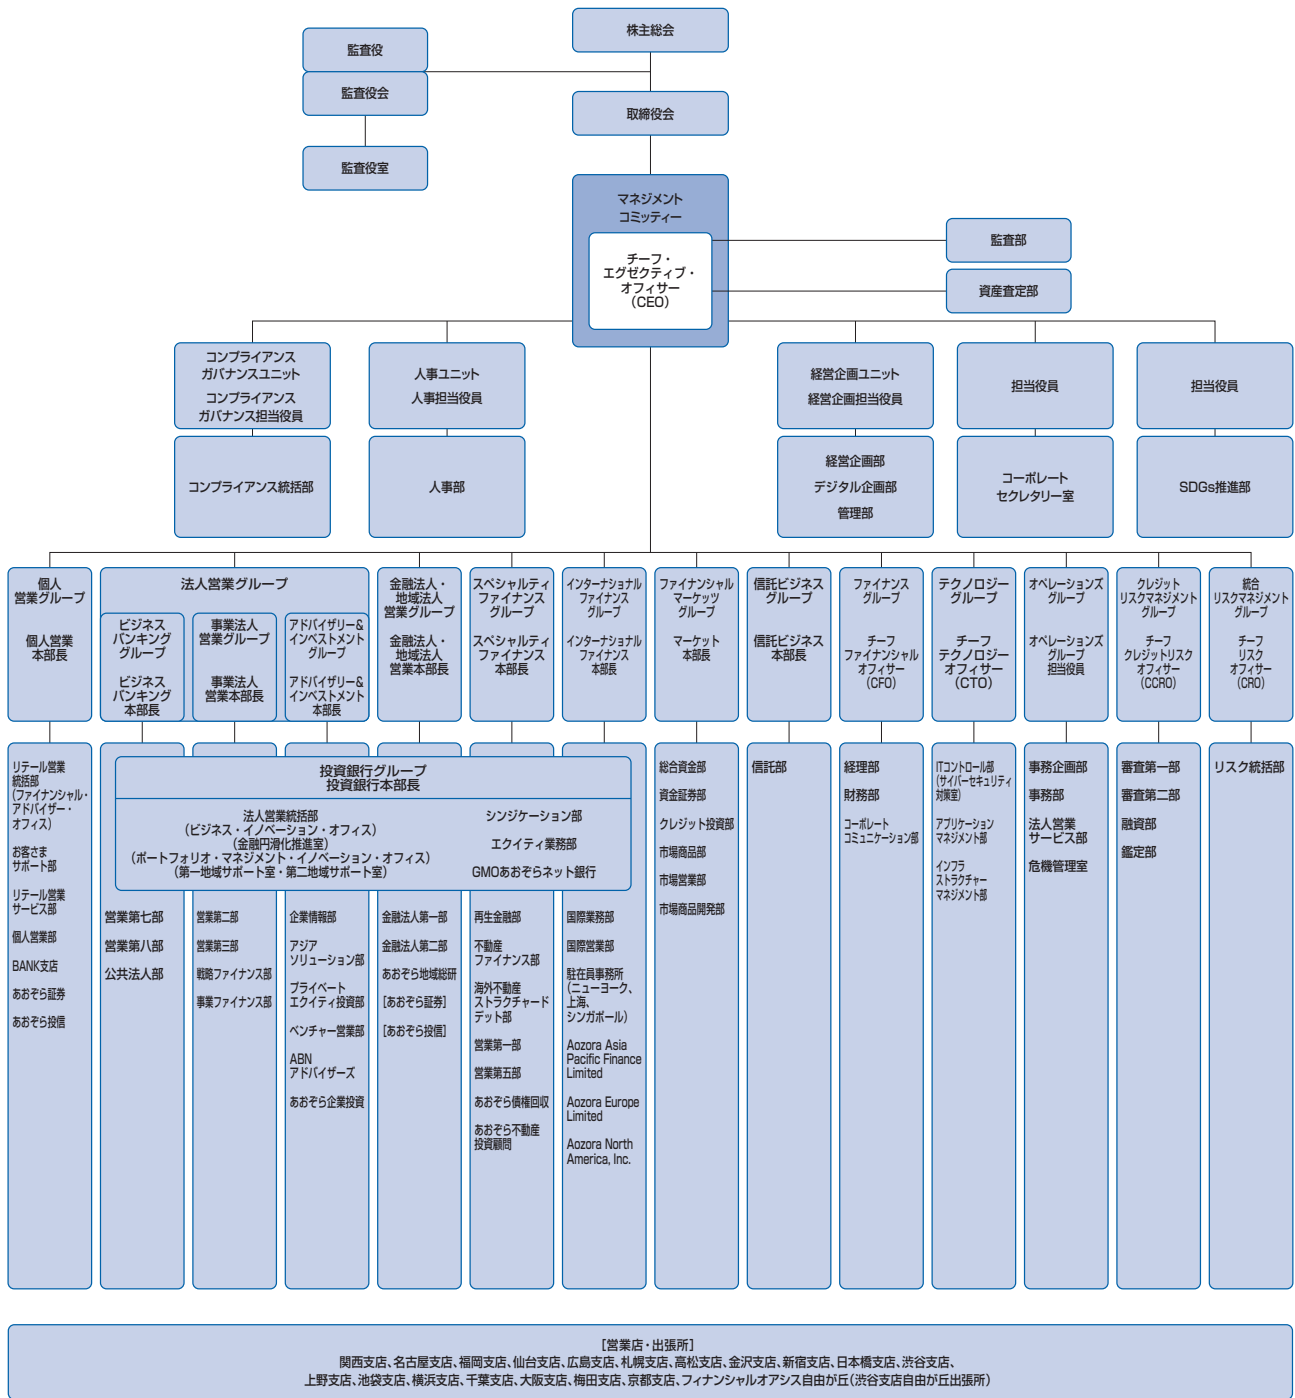 株主総会
監査役
監査役会
取締役会
監査役室
マネジメント
コミッティー
チーフ・
エグゼクティブ・
オフィサー
（CEO）
監査部
資産査定部
コンプライアンス
ガバナンスユニット
コンプライアンス
ガバナンス担当役員
人事ユニット
人事担当役員
経営企画ユニット
経営企画担当役員
担当役員
担当役員
コンプライアンス統括部
人事部
経営企画部
デジタル企画部
管理部
コーポレート
セクレタリー室
SDGs推進部
個人
営業グループ
個人営業
本部長
法人営業グループ
ビジネス
バンキング
グループ
ビジネス
バンキング
本部長
事業法人
営業グループ
事業法人
営業本部長
アドバイザリー&
インベストメント
グループ
アドバイザリー&
インベストメント
本部長
金融法人・
地域法人
営業グループ
金融法人・
地域法人
営業本部長
スペシャルティ
ファイナンス
グループ
スペシャルティ
ファイナンス
本部長
インターナショナル
ファイナンス
グループ
インターナショナル
ファイナンス
本部長
ファイナンシャル
マーケッツ
グループ
マーケット
本部長
信託ビジネス
グループ
信託ビジネス
本部長
ファイナンス
グループ
チーフ
ファイナンシャル
オフィサー
（CFO）
テクノロジー
グループ
チーフ
テクノロジー
オフィサー
（CTO）
オペレーションズ
グループ
オペレーションズ
グループ
担当役員
クレジット
リスクマネジメント
グループ
チーフ
クレジットリスク
オフィサー
（CCRO）
統合
リスクマネジメント
グループ
チーフ
リスク
オフィサー
（CRO）
リテール営業
統括部
（ファイナンシャル・
アドバイザー・
オフィス）
お客さま
サポート部
リテール営業
サービス部
個人営業部
BANK支店
あおぞら証券
あおぞら投信
投資銀行グループ
投資銀行本部長
法人営業統括部
（ビジネス・イノベーション・オフィス）
（金融円滑化推進室）
（ポートフォリオ・マネジメント・イノベーション・オフィス）
（第一地域サポート室・第二地域サポート室）
シンジケーション部
エクイティ業務部
GMOあおぞらネット銀行
営業第七部
営業第八部
公共法人部
営業第二部
営業第三部
戦略ファイナンス部
事業ファイナンス部
企業情報部
アジア
ソリューション部
プライベート
エクイティ投資部
ベンチャー営業部
ABN
アドバイザーズ
あおぞら企業投資
金融法人第一部
金融法人第二部
あおぞら地域総研
[あおぞら証券]
[あおぞら投信]
再生金融部
不動産
ファイナンス部
海外不動産
ストラクチャード
デット部
営業第一部
営業第五部
あおぞら債権回収
あおぞら不動産
投資顧問
国際業務部
国際営業部
駐在員事務所
（ニューヨーク、
上海、
シンガポール）
Aozora Asia
Pacific Finance
Limited
Aozora Europe
Limited
Aozora North
America, Inc.
総合資金部
資金証券部
クレジット投資部
市場商品部
市場営業部
市場商品開発部
信託部
経理部
財務部
コーポレート
コミュニケーション部
ITコントロール部
（サイバーセキュリティ
対策室）
アプリケーション
マネジメント部
インフラ
ストラクチャー
マネジメント部
事務企画部
事務部
法人営業
サービス部
危機管理室
審査第一部
審査第二部
融資部
鑑定部
リスク統括部
[営業店・出張所]
関西支店、名古屋支店、福岡支店、仙台支店、広島支店、札幌支店、高松支店、金沢支店、新宿支店、日本橋支店、渋谷支店、
上野支店、池袋支店、横浜支店、千葉支店、大阪支店、梅田支店、京都支店、フィナンシャルオアシス自由が丘（渋谷支店自由が丘出張所）